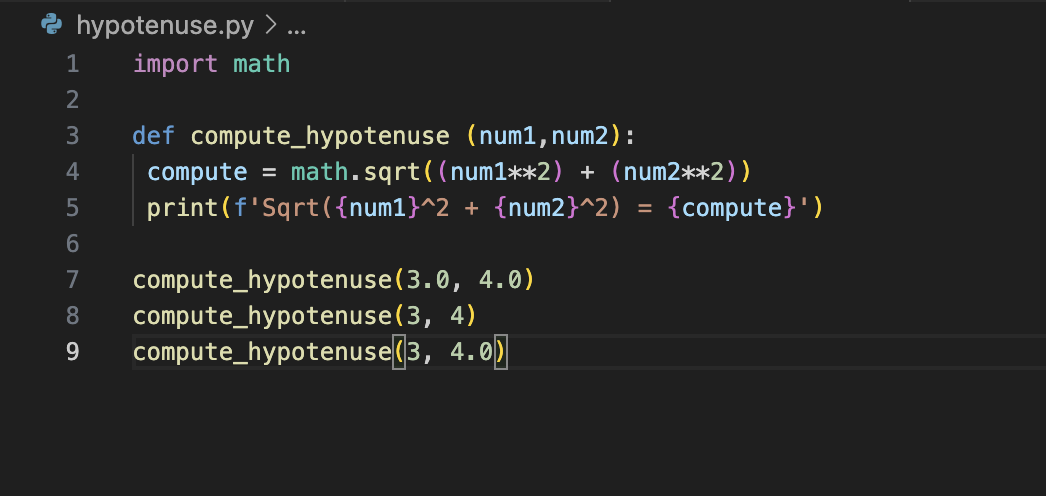 hypotenuse.py > ...
1 import math
2
3 def compute_hypotenuse (num1,num2):
4  compute = math.sqrt((num1**2) + (num2**2))
5  print(f'Sqrt({num1}^2 + {num2}^2) = {compute}')
6
7 compute_hypotenuse(3.0, 4.0)
8 compute_hypotenuse(3, 4)
9 compute_hypotenuse(3, 4.0)